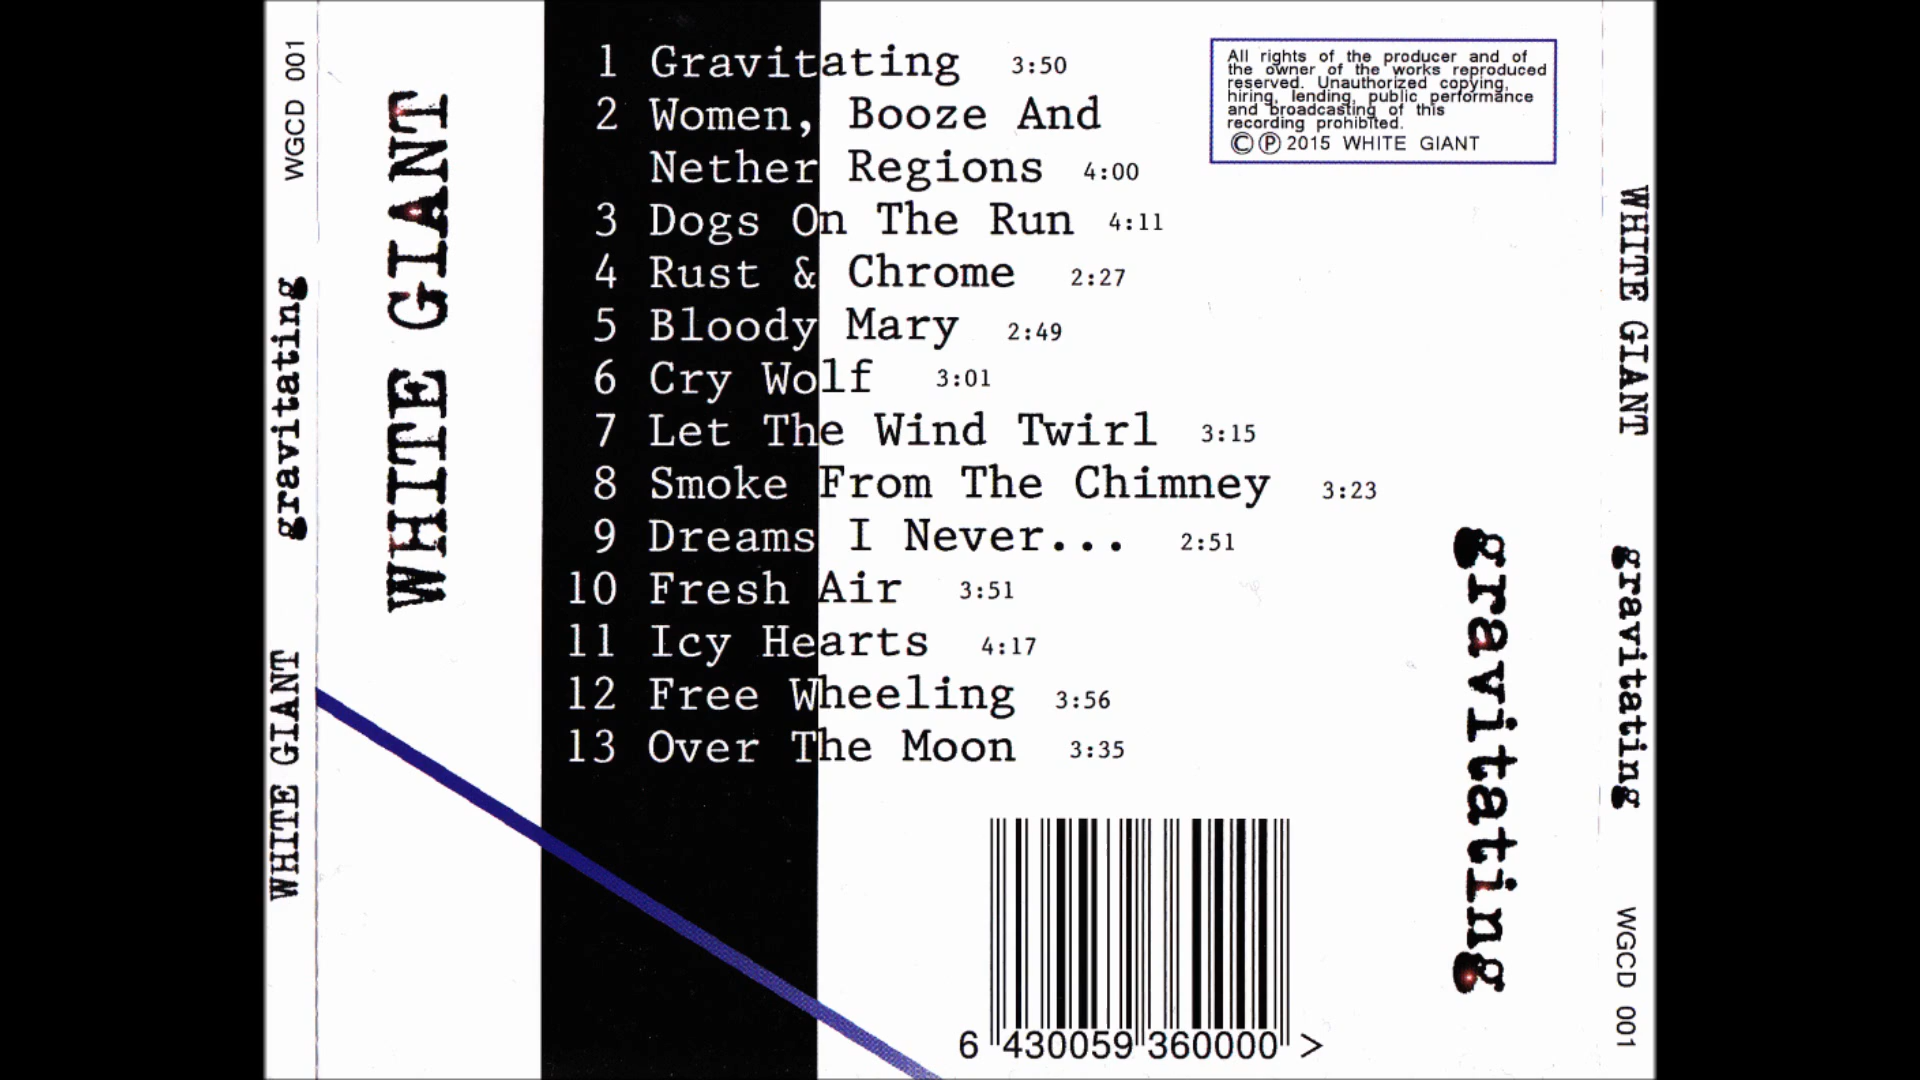 WGCD 001
gravitating
WHITE GIANT
WHITE GIANT
1 Gravitating 3:50
2 Women, Booze And
Nether Regions 4:00
3 Dogs On The Run 4:11
4 Rust & Chrome 2:27
5 Bloody Mary 2:49
6 Cry Wolf 3:01
7 Let The Wind Twirl 3:15
8 Smoke From The Chimney 3:23
9 Dreams I Never... 2:51
10 Fresh Air 3:51
11 Icy Hearts 4:17
12 Free Wheeling 3:56
13 Over The Moon 3:35
All rights of the producer and of
the owner of the works reproduced
reserved. Unauthorized copying,
hiring, lending, public performance
and broadcasting of this
recording prohibited.
©℗ 2015 WHITE GIANT
gravitating
6 430059 360000 >
WHITE GIANT
gravitating
WGCD 001